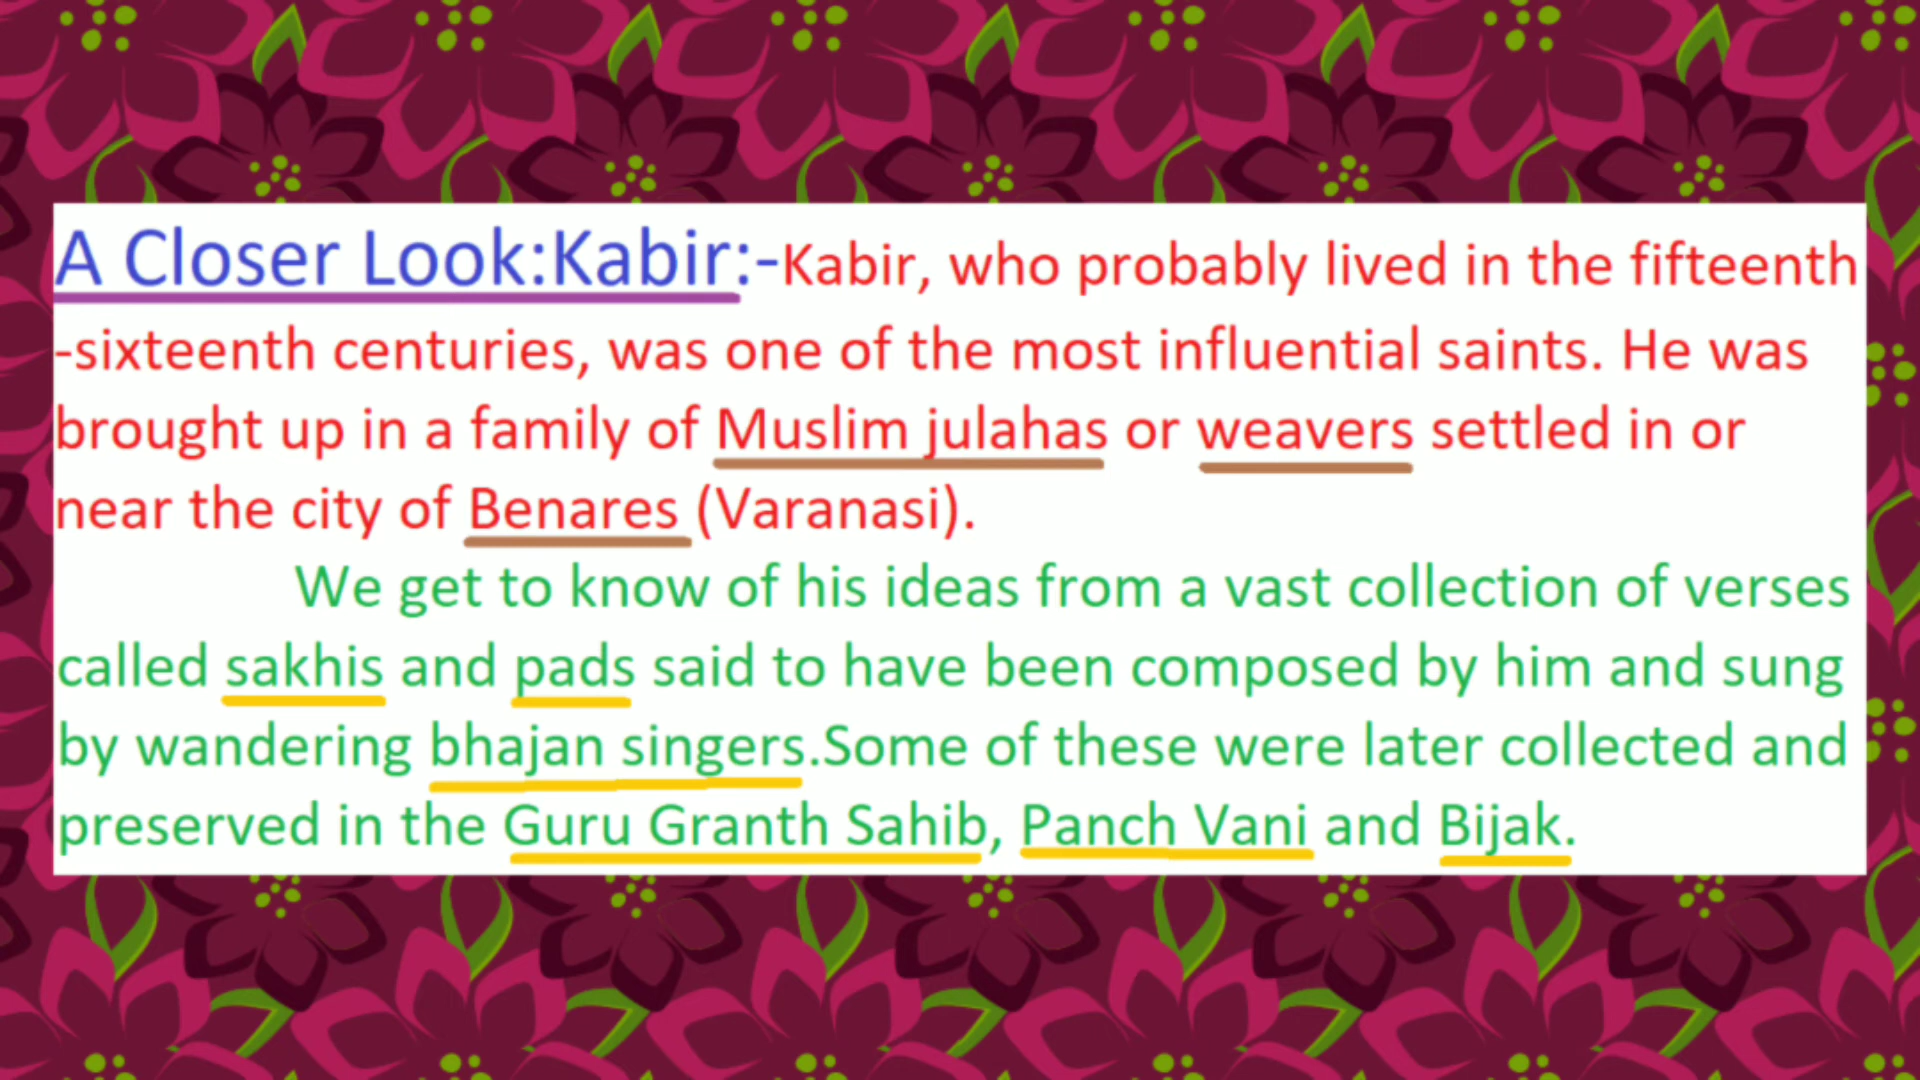 A Closer Look:Kabir:-Kabir, who probably lived in the fifteenth
-sixteenth centuries, was one of the most influential saints. He was
brought up in a family of Muslim julahas or weavers settled in or
near the city of Benares (Varanasi).
We get to know of his ideas from a vast collection of verses
called sakhis and pads said to have been composed by him and sung
by wandering bhajan singers.Some of these were later collected and
preserved in the Guru Granth Sahib, Panch Vani and Bijak.